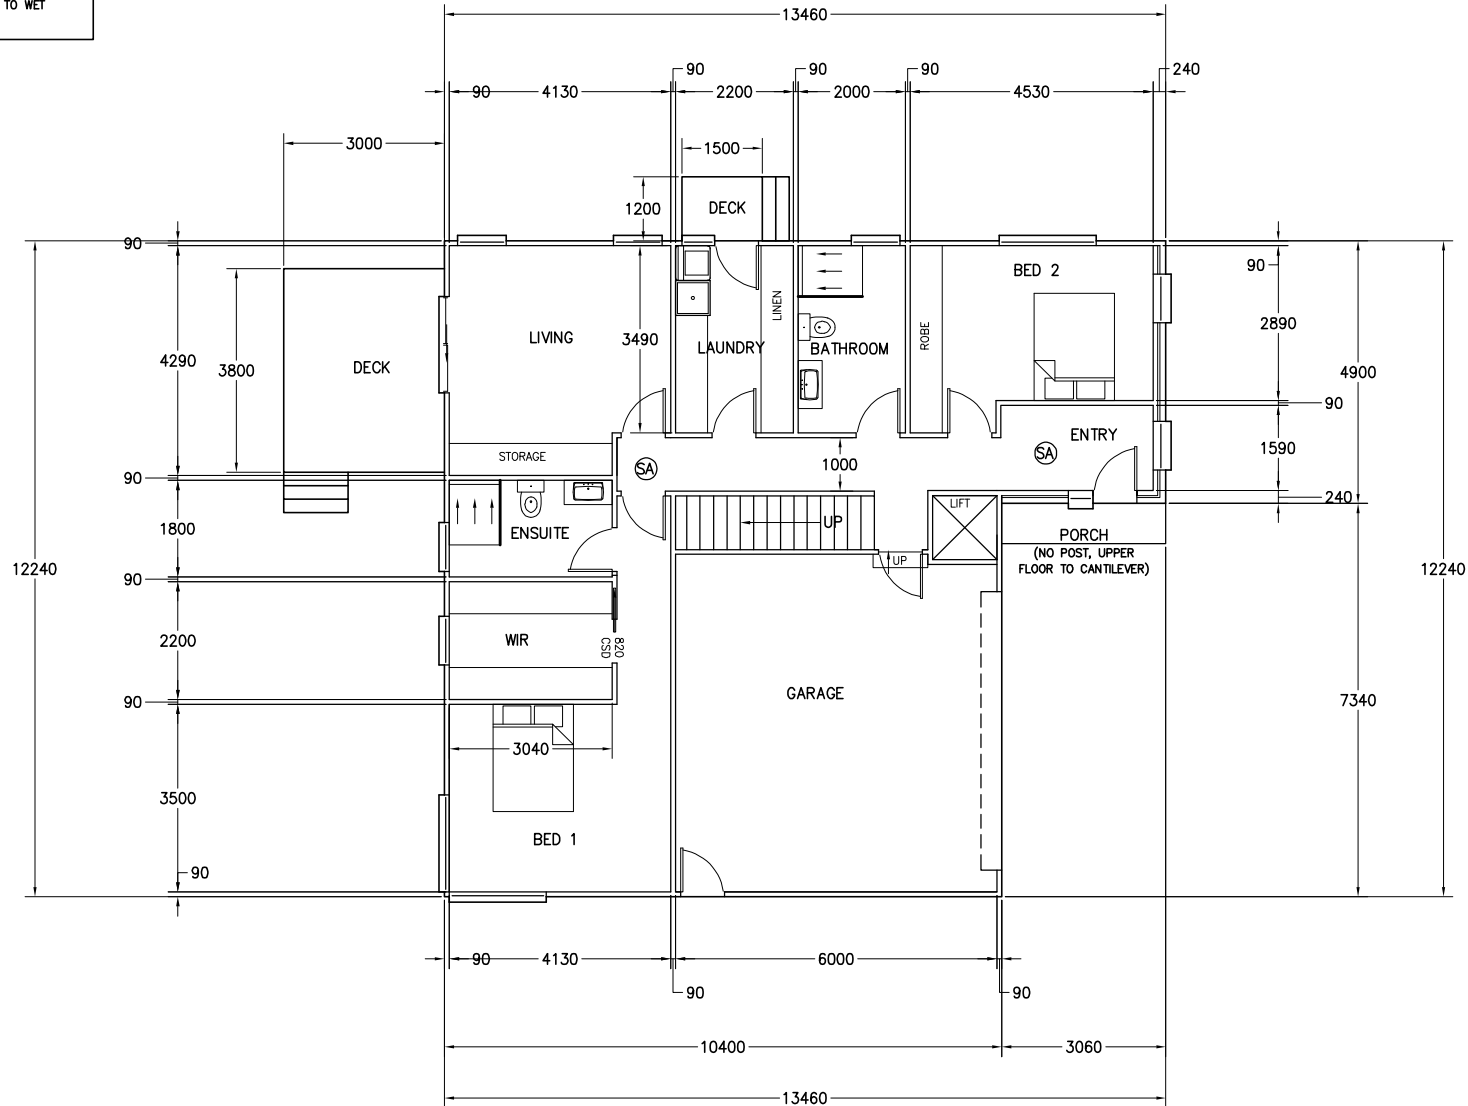 TO WET
13460
90
90
90
240
90
4130
2200
2000
4530
3000
1500
1200
DECK
90
BED 2
90
LINEN
2890
ROBE
LIVING
3490
LAUNDRY
BATHROOM
4290
3800
DECK
4900
90
ENTRY
STORAGE
SA
1000
SA
1590
90
240
LIFT
1800
ENSUITE
UP
PORCH
(NO POST, UPPER
FLOOR TO CANTILEVER)
UP
12240
12240
90
2200
WIR
820
CSD
GARAGE
90
7340
3040
3500
BED 1
90
90
4130
6000
90
90
10400
3060
13460